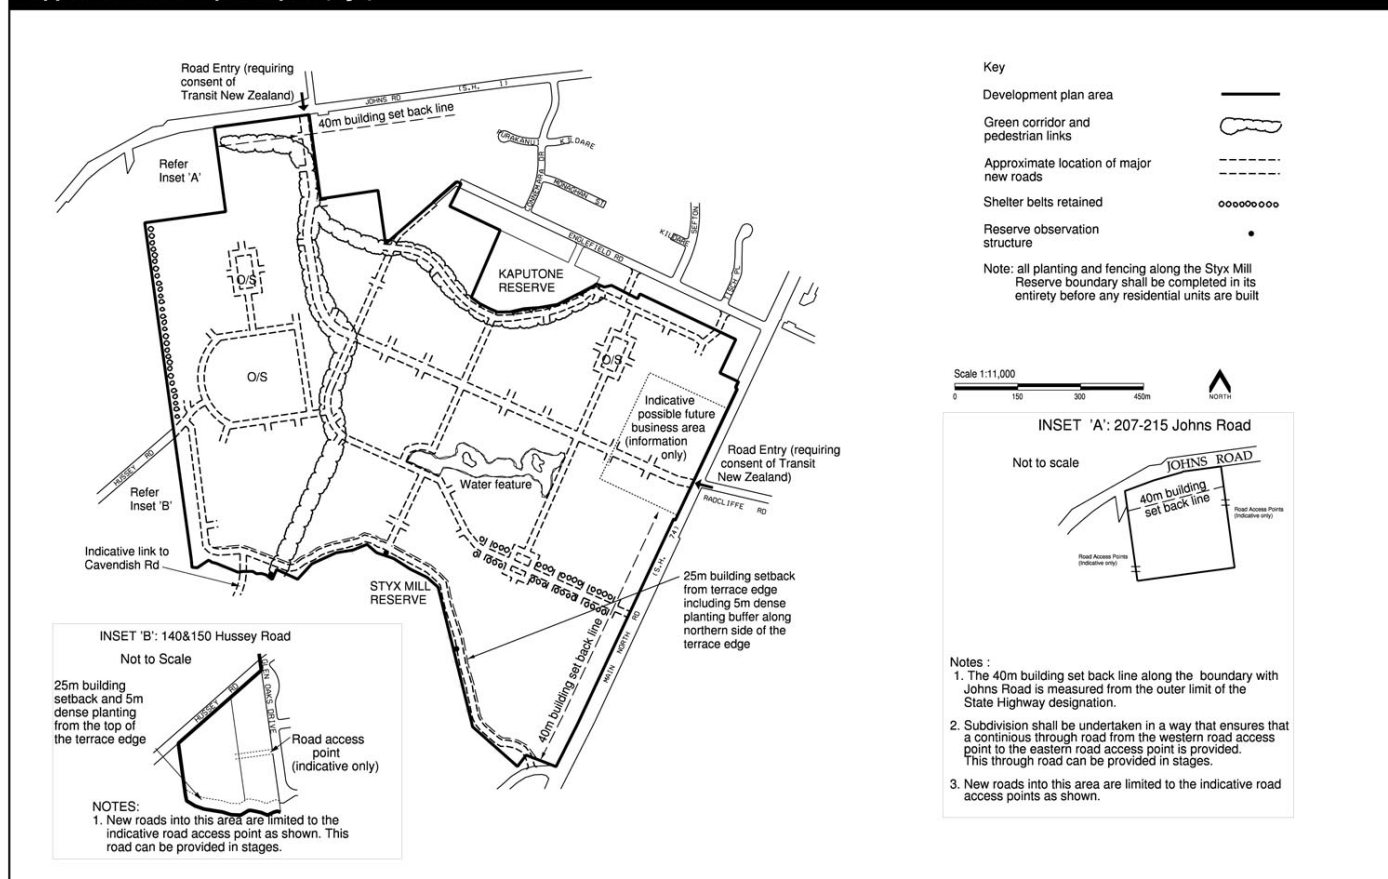 Road Entry (requiring
consent of
Transit New Zealand)
JOHNS RD
(S.H. 1)
40m building set back line
Refer
Inset 'A'
PURAKANU
KILDARE
CONNEMARA DR
MONAGHAN ST
KILDARE
SEFTON
TISCH PL
ENGLEFIELD RD
KAPUTONE
RESERVE
O/S
O/S
O/S
Indicative
possible future
business area
(information
only)
Road Entry (requiring
consent of Transit
New Zealand)
RADCLIFFE RD
HUSSEY RD
Refer
Inset 'B'
Water feature
Indicative link to
Cavendish Rd
STYX MILL
RESERVE
25m building setback
from terrace edge
including 5m dense
planting buffer along
northern side of the
terrace edge
40m building set back line
MAIN NORTH RD
(S.H. 74)
Key
Development plan area
Green corridor and
pedestrian links
Approximate location of major
new roads
Shelter belts retained
Reserve observation
structure
Note: all planting and fencing along the Styx Mill
Reserve boundary shall be completed in its
entirety before any residential units are built
Scale 1:11,000
0 150 300 450m
NORTH
INSET 'A': 207-215 Johns Road
Not to scale
JOHNS ROAD
40m building
set back line
Road Access Points
(Indicative only)
Road Access Points
(Indicative only)
Notes :
1. The 40m building set back line along the boundary with
Johns Road is measured from the outer limit of the
State Highway designation.
2. Subdivision shall be undertaken in a way that ensures that
a continious through road from the western road access
point to the eastern road access point is provided.
This through road can be provided in stages.
3. New roads into this area are limited to the indicative road
access points as shown.
INSET 'B': 140&150 Hussey Road
Not to Scale
25m building
setback and 5m
dense planting
from the top of
the terrace edge
HUSSEY RD
GLEN OAKS DRIVE
Road access
point
(indicative only)
NOTES:
1. New roads into this area are limited to the
indicative road access point as shown. This
road can be provided in stages.